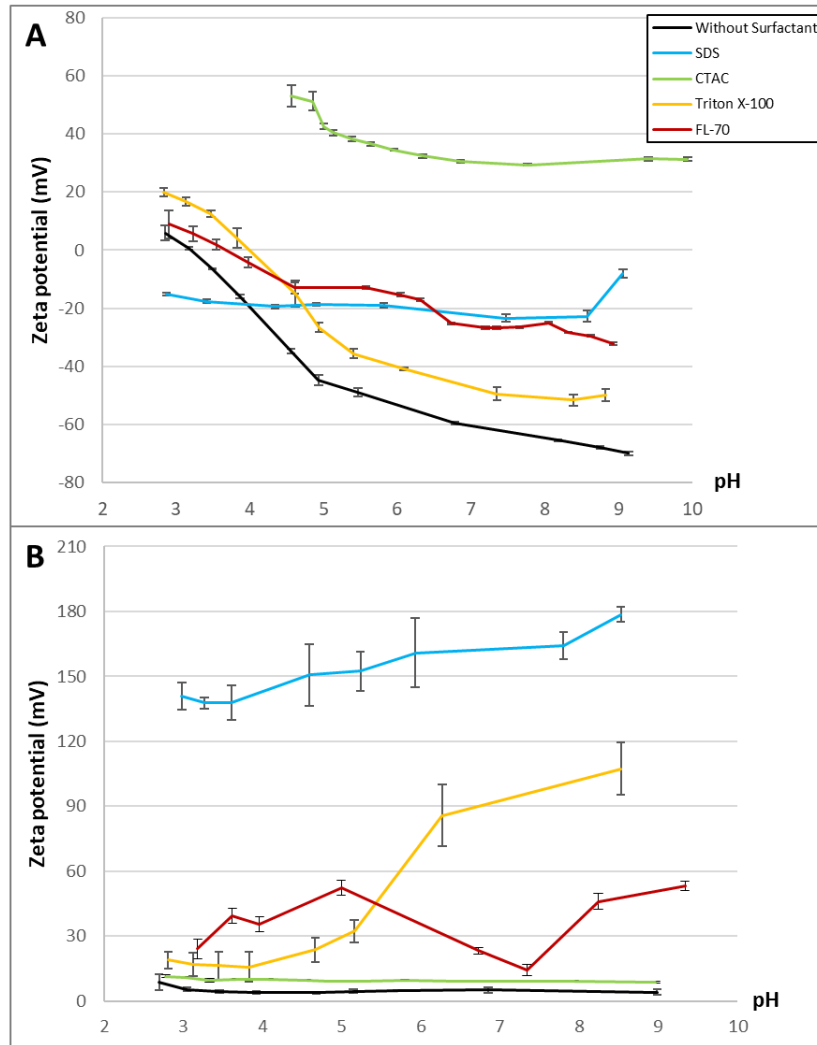 A
Without Surfactant
SDS
CTAC
Triton X-100
FL-70
Zeta potential (mV)
80
60
40
20
0
-20
-40
-60
-80
2 3 4 5 6 7 8 9 10
pH
B
Zeta potential (mV)
210
180
150
120
90
60
30
0
2 3 4 5 6 7 8 9 10
pH